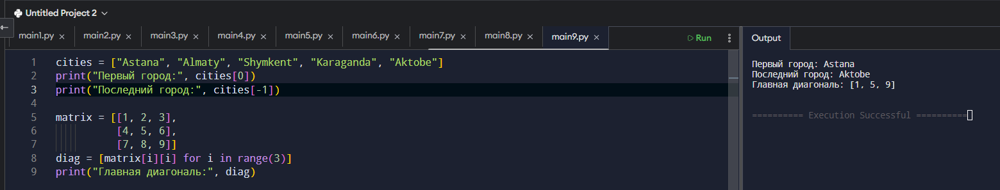 Untitled Project 2
main1.py main2.py main3.py main4.py main5.py main6.py main7.py main8.py main9.py Run
1 cities = ["Astana", "Almaty", "Shymkent", "Karaganda", "Aktobe"]
2 print("Первый город:", cities[0])
3 print("Последний город:", cities[-1])
4
5 matrix = [[1, 2, 3],
6 [4, 5, 6],
7 [7, 8, 9]]
8 diag = [matrix[i][i] for i in range(3)]
9 print("Главная диагональ:", diag)
Output
Первый город: Astana
Последний город: Aktobe
Главная диагональ: [1, 5, 9]
========== Execution Successful ==========